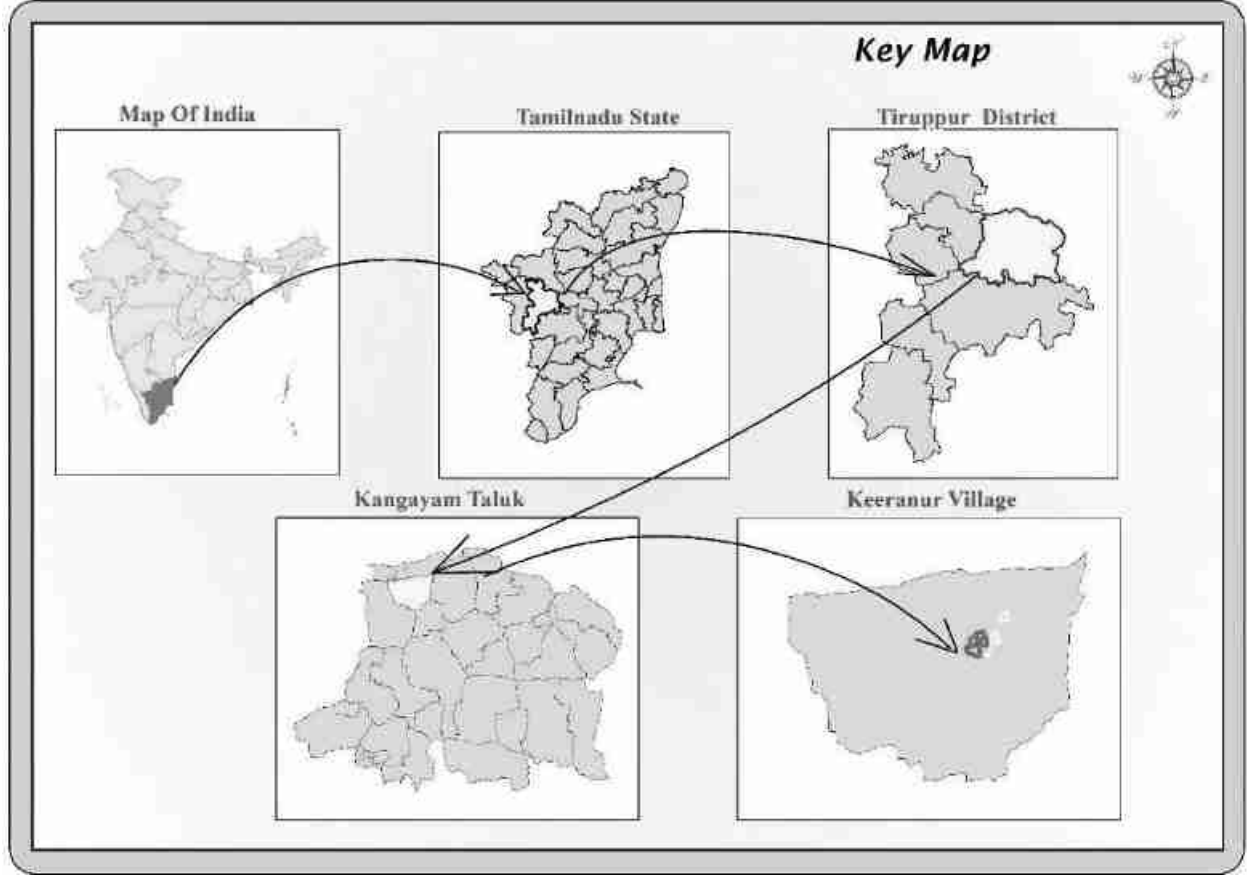 Key Map
Map Of India
Tamilnadu State
Tiruppur District
Kangayam Taluk
Keeranur Village